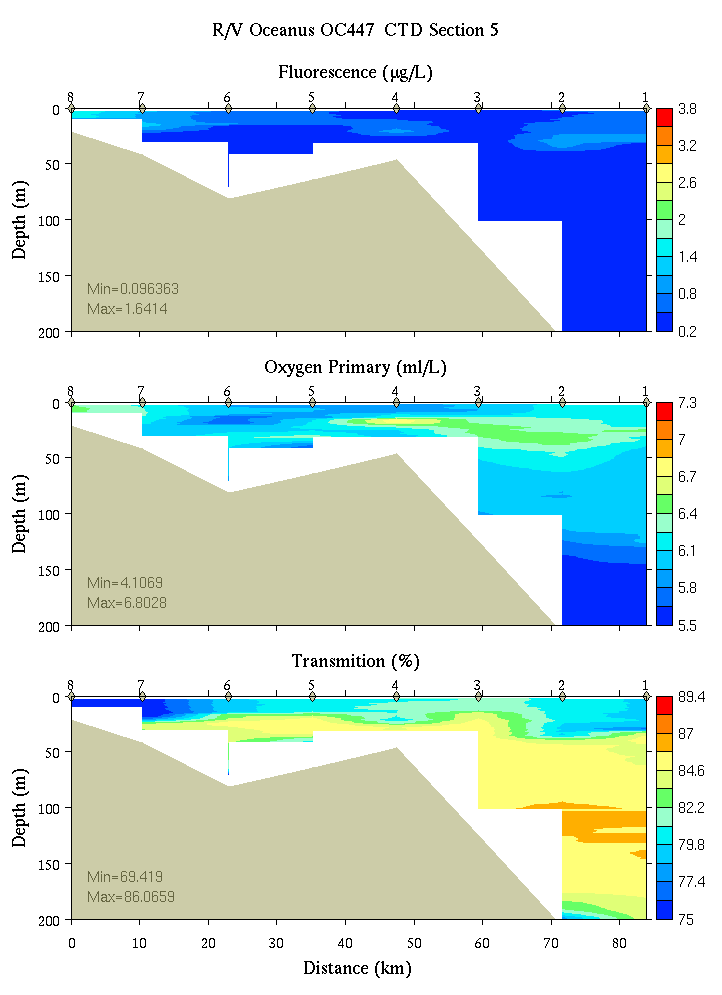 R/V Oceanus OC447 CTD Section 5
Fluorescence (µg/L)
8 7 6 5 4 3 2 1
0
50
100
150
200
Depth (m)
Min=0.096363
Max=1.6414
3.8
3.2
2.6
2
1.4
0.8
0.2
Oxygen Primary (ml/L)
8 7 6 5 4 3 2 1
0
50
100
150
200
Depth (m)
Min=4.1069
Max=6.8028
7.3
7
6.7
6.4
6.1
5.8
5.5
Transmition (%)
8 7 6 5 4 3 2 1
0
50
100
150
200
Depth (m)
Min=69.419
Max=86.0659
89.4
87
84.6
82.2
79.8
77.4
75
0 10 20 30 40 50 60 70 80
Distance (km)